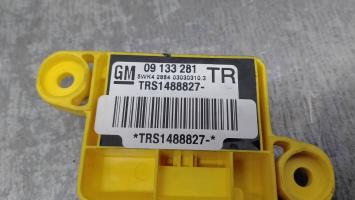 GM 09 133 281 TR
5WK4 2884 03030310.3
TRS1488827-
*TRS1488827-*